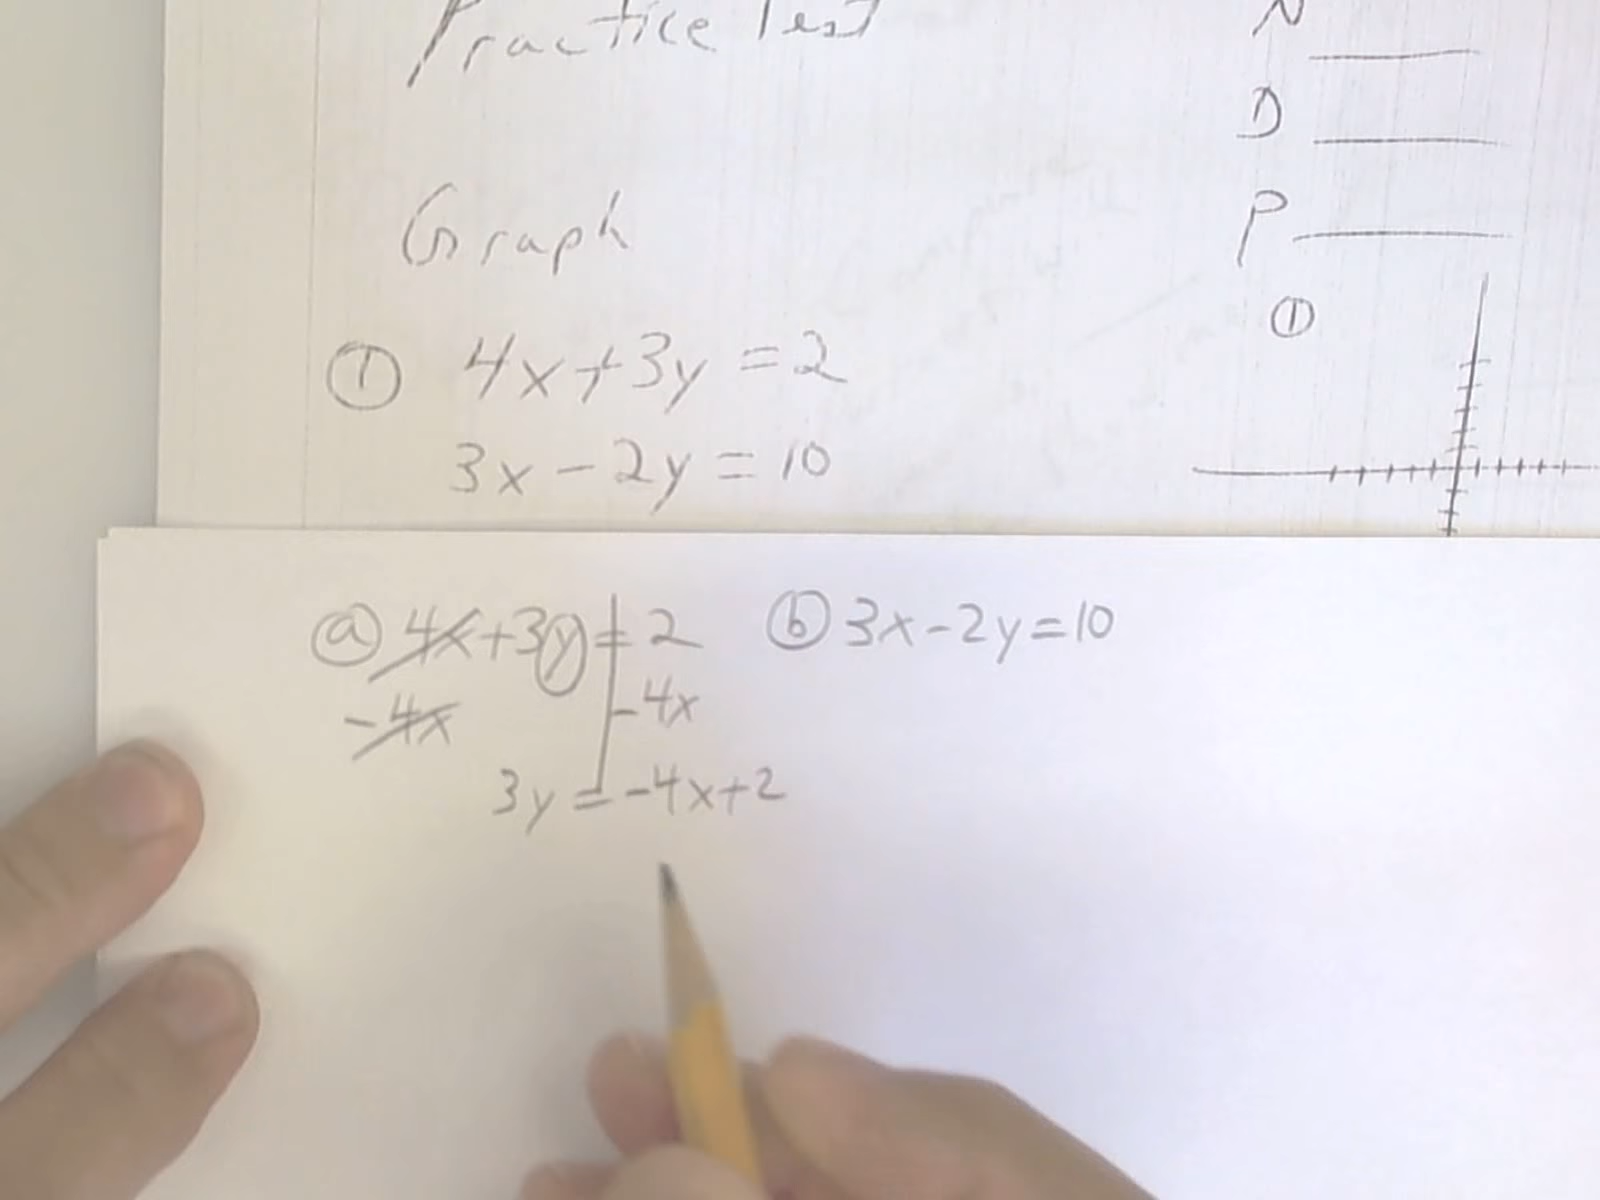 Practice Test
N
D
P
Graph
① 4x+3y=2
3x-2y=10
①
ⓐ 4x+3y=2
-4x -4x
3y=-4x+2
ⓑ 3x-2y=10